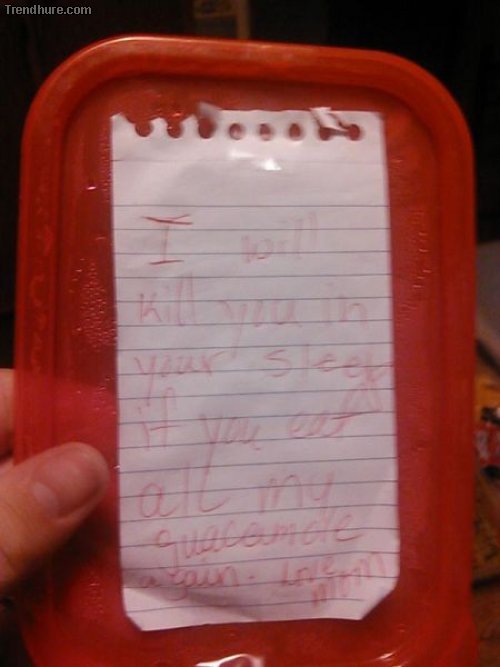 Trendhure.com
I will
kill you in
your sleep
if you eat
all my
guacamole
again. Love
Mom